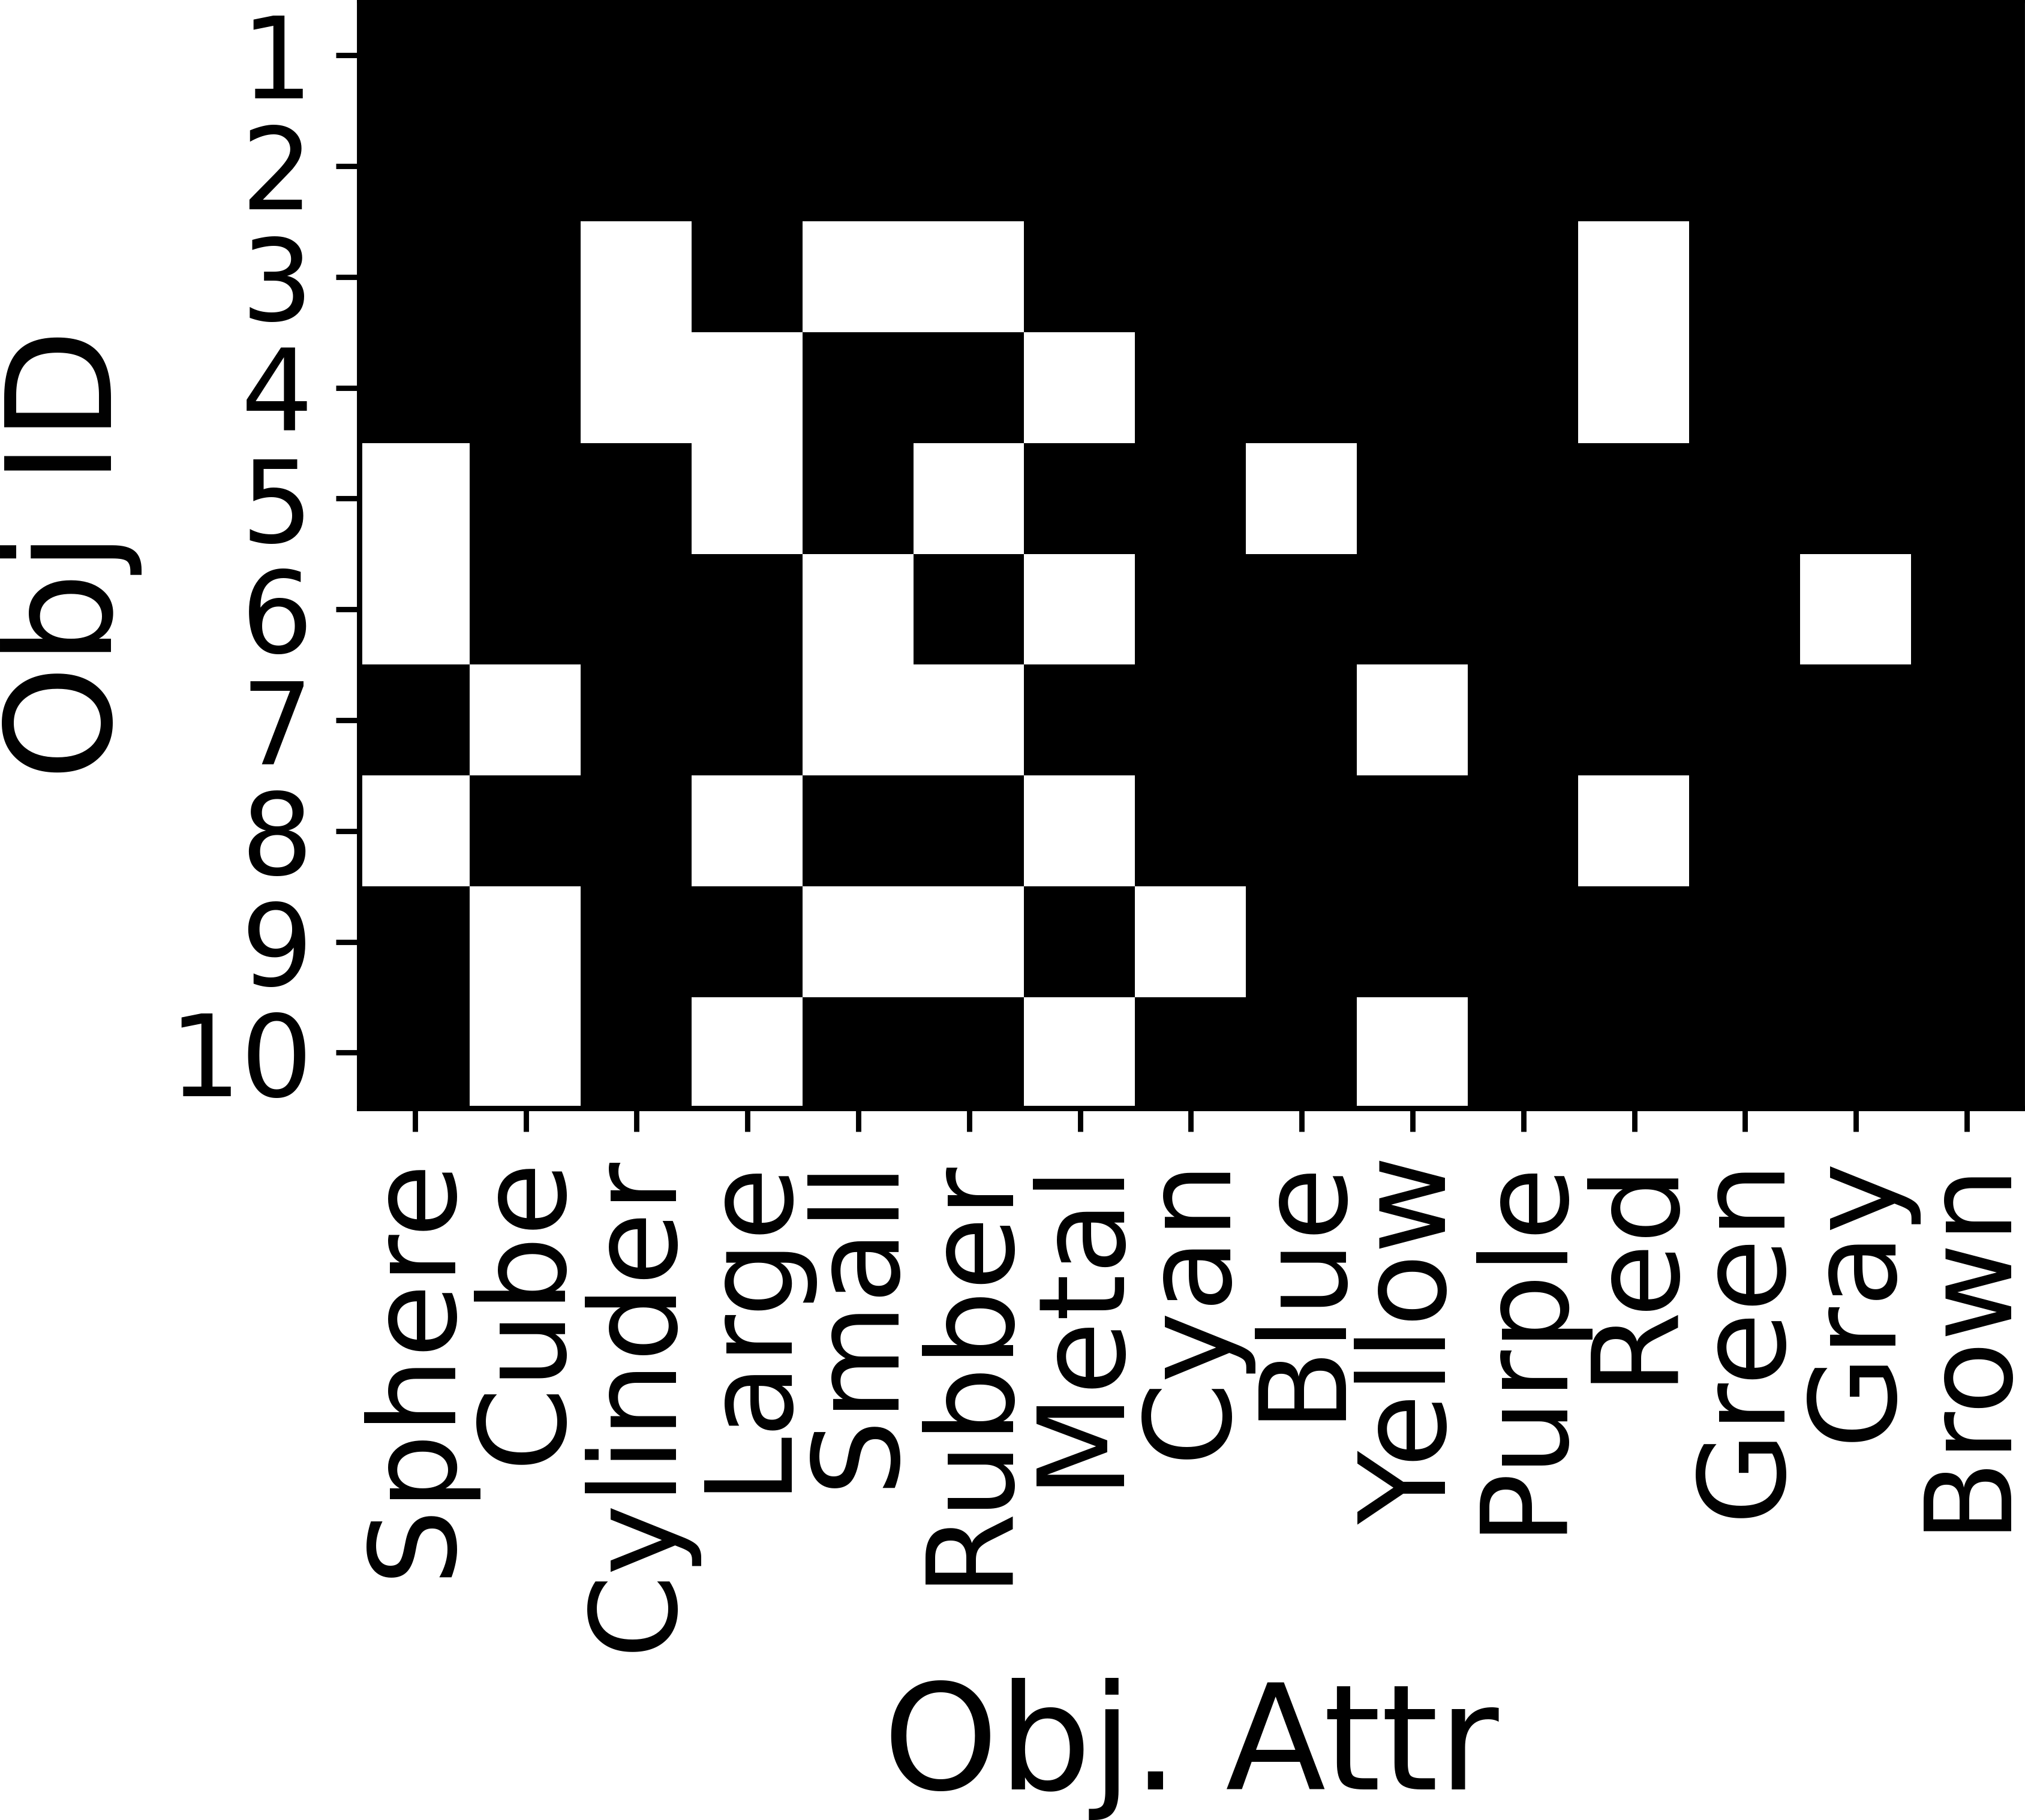 Obj ID
1
2
3
4
5
6
7
8
9
10
Sphere
Cube
Cylinder
Large
Small
Rubber
Metal
Cyan
Blue
Yellow
Purple
Red
Green
Gray
Brown
Obj. Attr